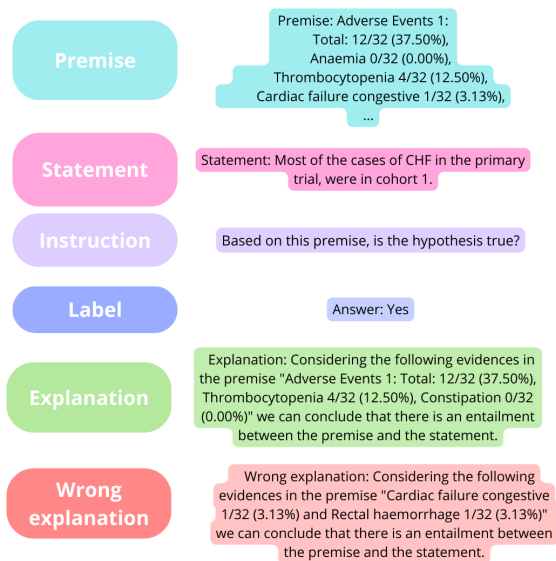 Premise
Premise: Adverse Events 1:
Total: 12/32 (37.50%),
Anaemia 0/32 (0.00%),
Thrombocytopenia 4/32 (12.50%),
Cardiac failure congestive 1/32 (3.13%),
...
Statement
Statement: Most of the cases of CHF in the primary
trial, were in cohort 1.
Instruction
Based on this premise, is the hypothesis true?
Label
Answer: Yes
Explanation
Explanation: Considering the following evidences in
the premise "Adverse Events 1: Total: 12/32 (37.50%),
Thrombocytopenia 4/32 (12.50%), Constipation 0/32
(0.00%)" we can conclude that there is an entailment
between the premise and the statement.
Wrong
explanation
Wrong explanation: Considering the following
evidences in the premise "Cardiac failure congestive
1/32 (3.13%) and Rectal haemorrhage 1/32 (3.13%)"
we can conclude that there is an entailment between
the premise and the statement.